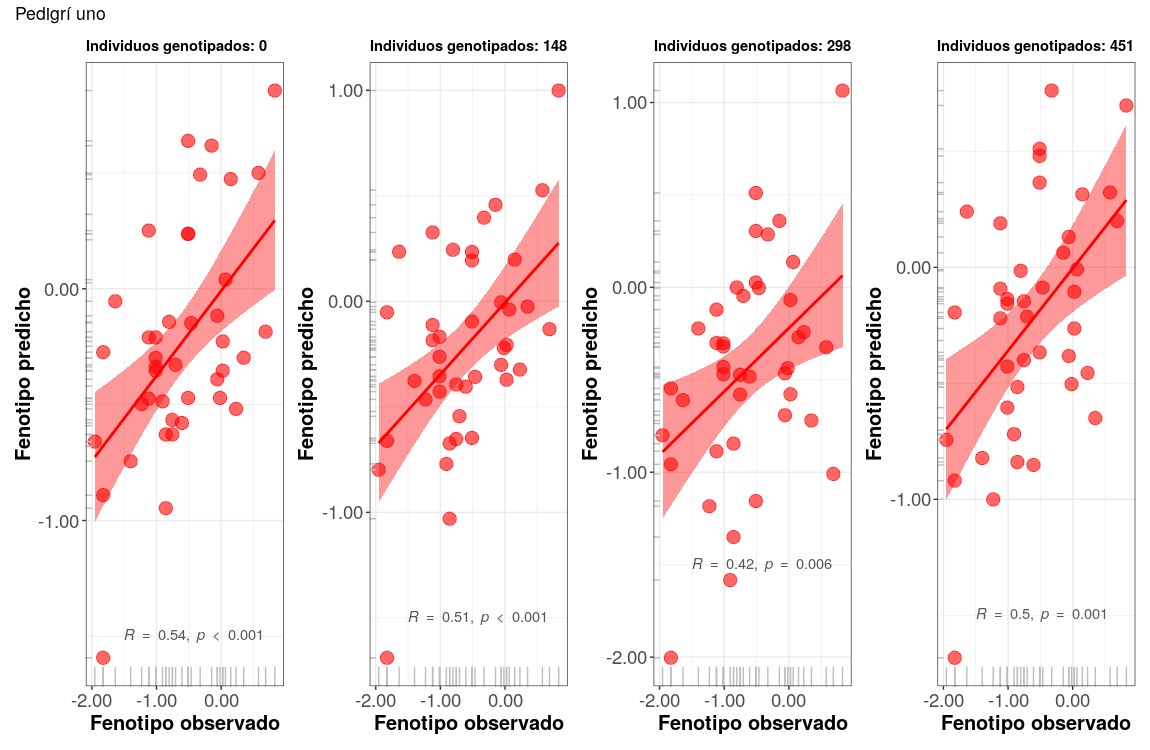 Pedigrí uno
Individuos genotipados: 0
Individuos genotipados: 148
Individuos genotipados: 298
Individuos genotipados: 451
Fenotipo predicho
0.00
-1.00
R = 0.54, p < 0.001
-2.00 -1.00 0.00
Fenotipo observado
Fenotipo predicho
1.00
0.00
-1.00
R = 0.51, p < 0.001
-2.00 -1.00 0.00
Fenotipo observado
Fenotipo predicho
1.00
0.00
-1.00
-2.00
R = 0.42, p = 0.006
-2.00 -1.00 0.00
Fenotipo observado
Fenotipo predicho
0.00
-1.00
R = 0.5, p = 0.001
-2.00 -1.00 0.00
Fenotipo observado